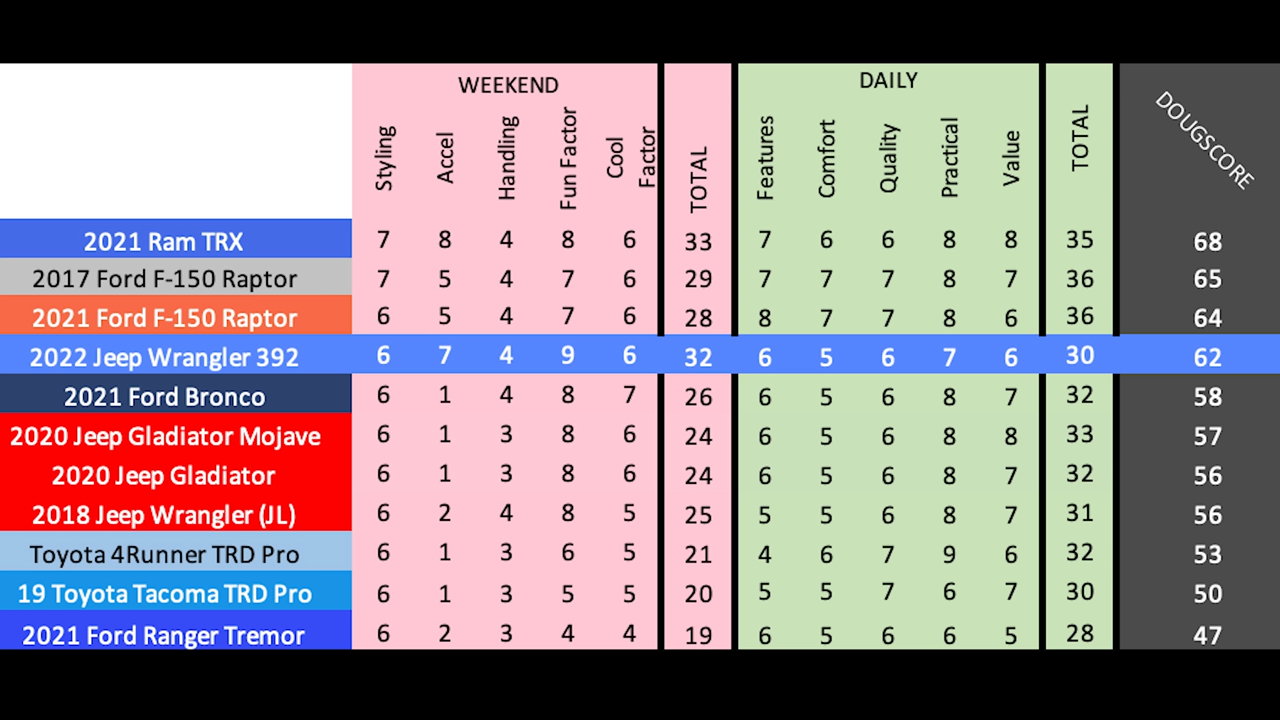 WEEKEND DAILY
Styling Accel Handling Fun Factor Cool Factor TOTAL Features Comfort Quality Practical Value TOTAL DOUGSCORE
2021 Ram TRX 7 8 4 8 6 33 7 6 6 8 8 35 68
2017 Ford F-150 Raptor 7 5 4 7 6 29 7 7 7 8 7 36 65
2021 Ford F-150 Raptor 6 5 4 7 6 28 8 7 7 8 6 36 64
2022 Jeep Wrangler 392 6 7 4 9 6 32 6 5 6 7 6 30 62
2021 Ford Bronco 6 1 4 8 7 26 6 5 6 8 7 32 58
2020 Jeep Gladiator Mojave 6 1 3 8 6 24 6 5 6 8 8 33 57
2020 Jeep Gladiator 6 1 3 8 6 24 6 5 6 8 7 32 56
2018 Jeep Wrangler (JL) 6 2 4 8 5 25 5 5 6 8 7 31 56
Toyota 4Runner TRD Pro 6 1 3 6 5 21 4 6 7 9 6 32 53
19 Toyota Tacoma TRD Pro 6 1 3 5 5 20 5 5 7 6 7 30 50
2021 Ford Ranger Tremor 6 2 3 4 4 19 6 5 6 6 5 28 47